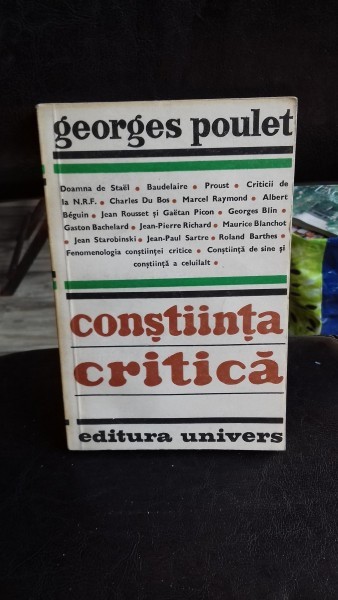 georges poulet
Doamna de Staël • Baudelaire • Proust • Criticii de
la N.R.F. • Charles Du Bos • Marcel Raymond • Albert
Béguin • Jean Rousset și Gaëtan Picon • Georges Blin •
Gaston Bachelard • Jean-Pierre Richard • Maurice Blanchot
• Jean Starobinski • Jean-Paul Sartre • Roland Barthes •
Fenomenologia conștiinței critice • Conștiință de sine și
conștiință a celuilalt •
conștiința
critică
editura univers